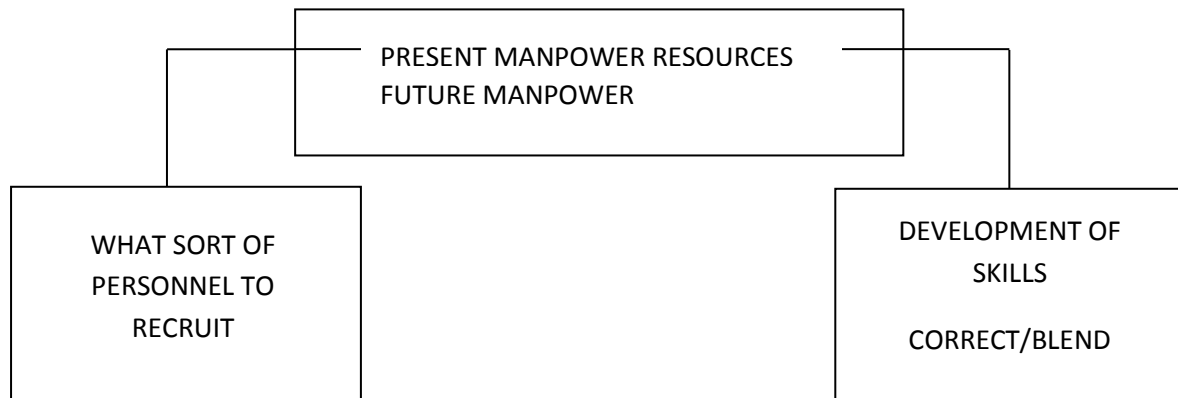 PRESENT MANPOWER RESOURCES
FUTURE MANPOWER
WHAT SORT OF
PERSONNEL TO
RECRUIT
DEVELOPMENT OF
SKILLS
CORRECT/BLEND